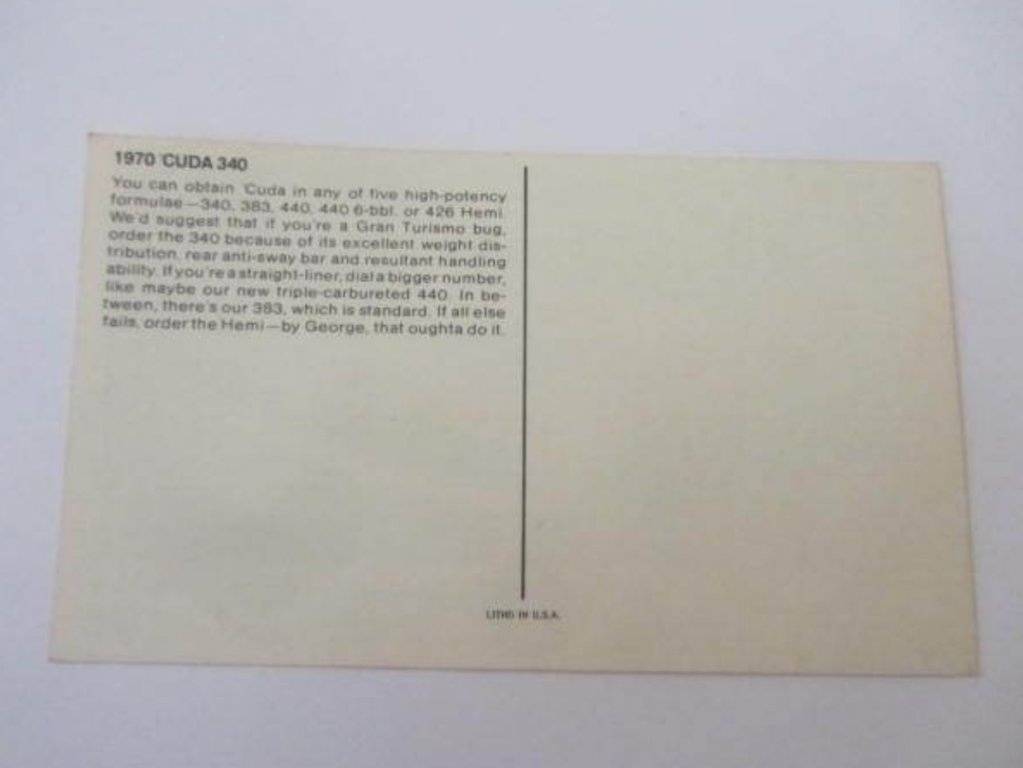 1970 'CUDA 340
You can obtain 'Cuda in any of five high-potency
formulae—340, 383, 440, 440 6-bbl. or 426 Hemi.
We'd suggest that if you're a Gran Turismo bug,
order the 340 because of its excellent weight dis-
tribution, rear anti-sway bar and resultant handling
ability. If you're a straight-liner, dial a bigger number,
like maybe our new triple-carbureted 440. In be-
tween, there's our 383, which is standard. If all else
fails, order the Hemi—by George, that oughta do it.
LITHO IN U.S.A.